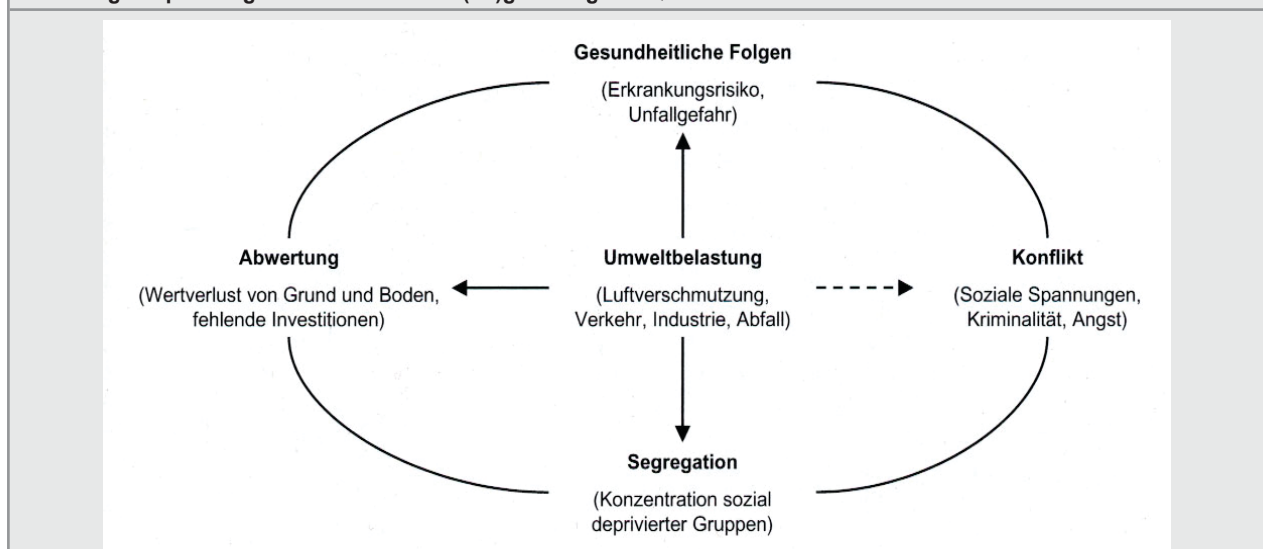 Gesundheitliche Folgen
(Erkrankungsrisiko,
Unfallgefahr)
Abwertung
(Wertverlust von Grund und Boden,
fehlende Investitionen)
Umweltbelastung
(Luftverschmutzung,
Verkehr, Industrie, Abfall)
Konflikt
(Soziale Spannungen,
Kriminalität, Angst)
Segregation
(Konzentration sozial
deprivierter Gruppen)